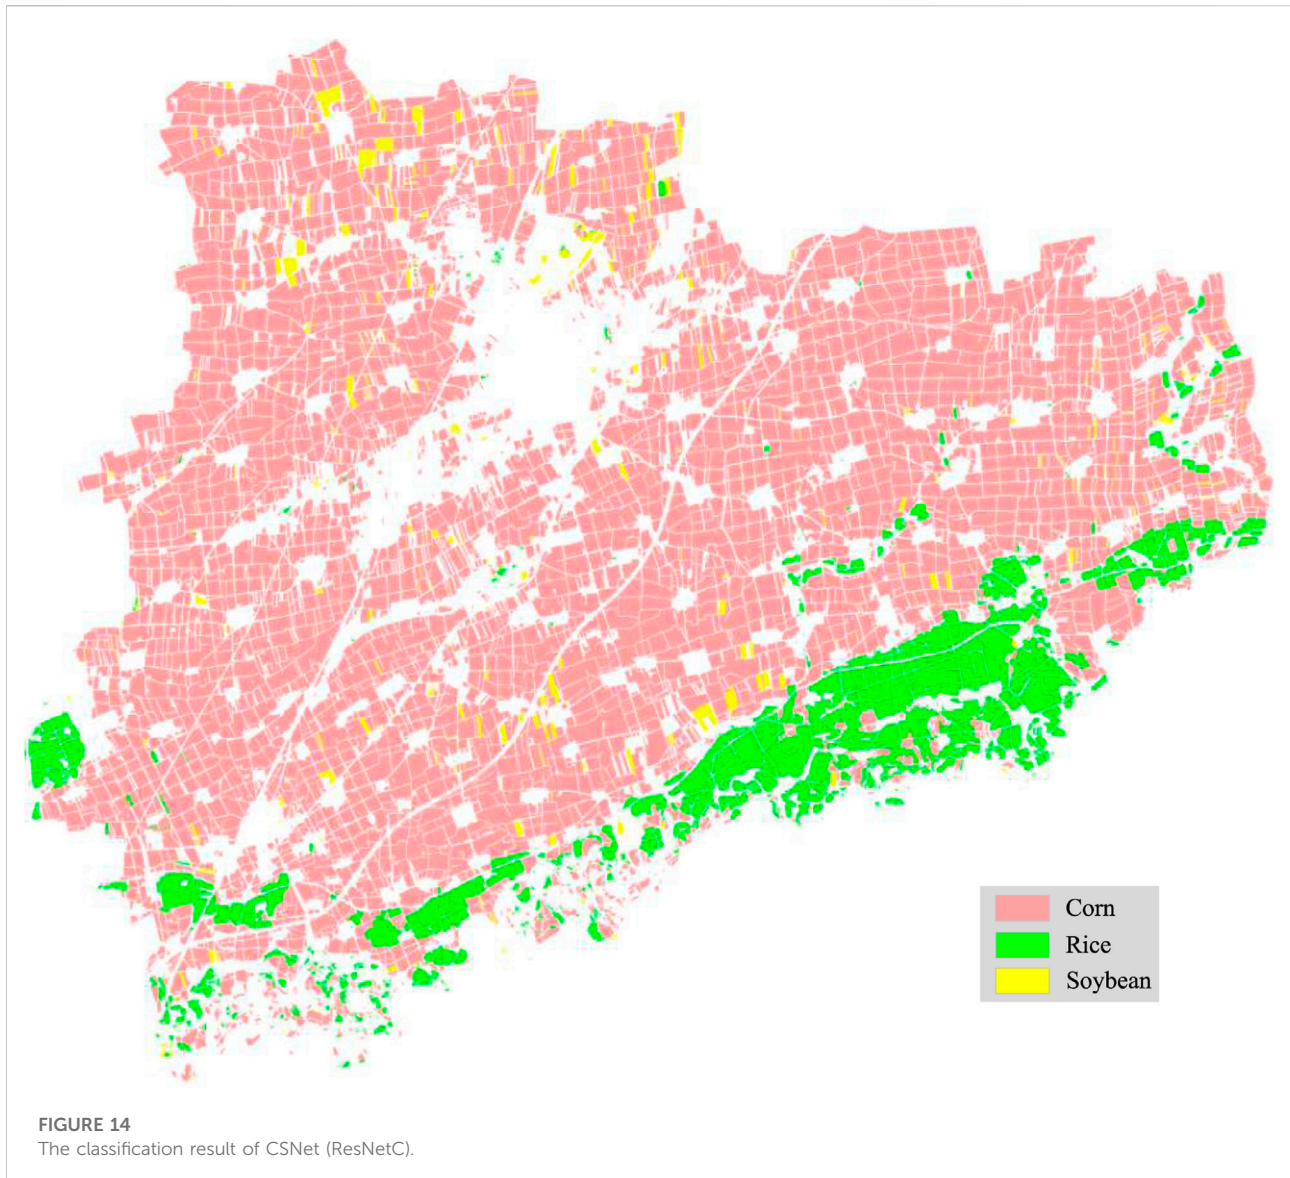 Corn
Rice
Soybean
FIGURE 14
The classification result of CSNet (ResNetC).